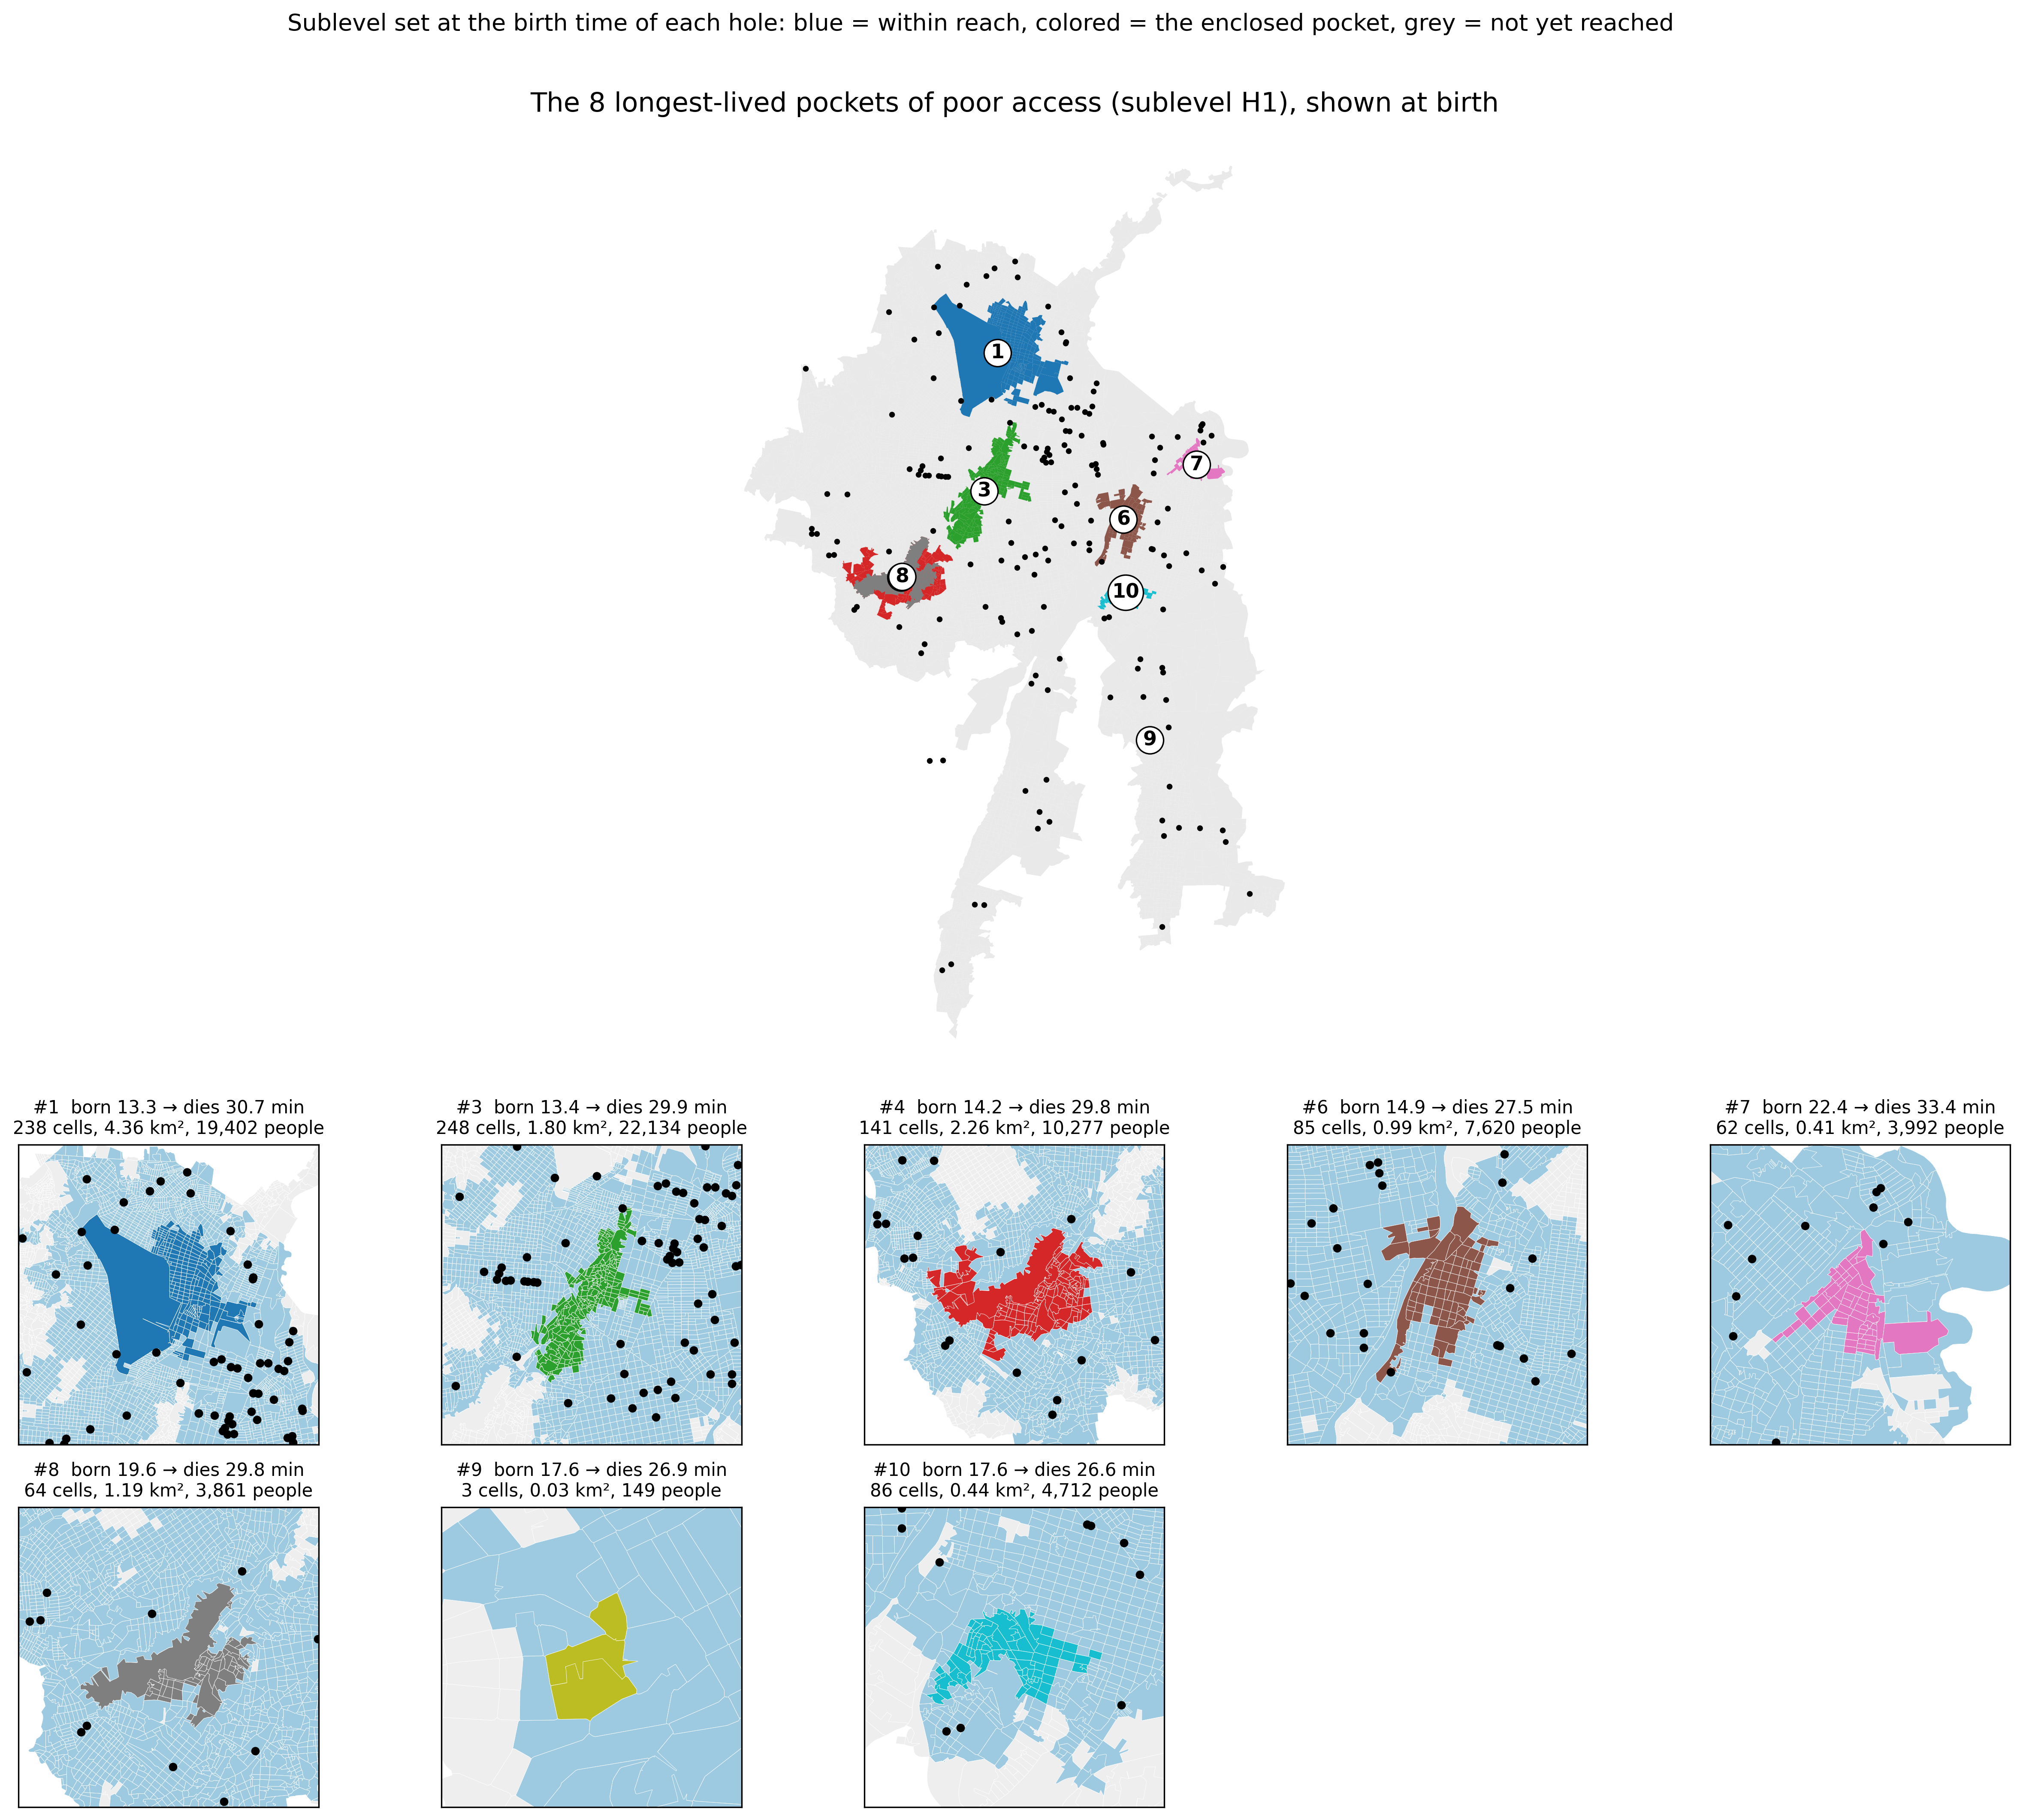 Sublevel set at the birth time of each hole: blue = within reach, colored = the enclosed pocket, grey = not yet reached
The 8 longest-lived pockets of poor access (sublevel H1), shown at birth
1
7
3
6
8
10
9
#1 born 13.3 → dies 30.7 min
238 cells, 4.36 km², 19,402 people
#3 born 13.4 → dies 29.9 min
248 cells, 1.80 km², 22,134 people
#4 born 14.2 → dies 29.8 min
141 cells, 2.26 km², 10,277 people
#6 born 14.9 → dies 27.5 min
85 cells, 0.99 km², 7,620 people
#7 born 22.4 → dies 33.4 min
62 cells, 0.41 km², 3,992 people
#8 born 19.6 → dies 29.8 min
64 cells, 1.19 km², 3,861 people
#9 born 17.6 → dies 26.9 min
3 cells, 0.03 km², 149 people
#10 born 17.6 → dies 26.6 min
86 cells, 0.44 km², 4,712 people